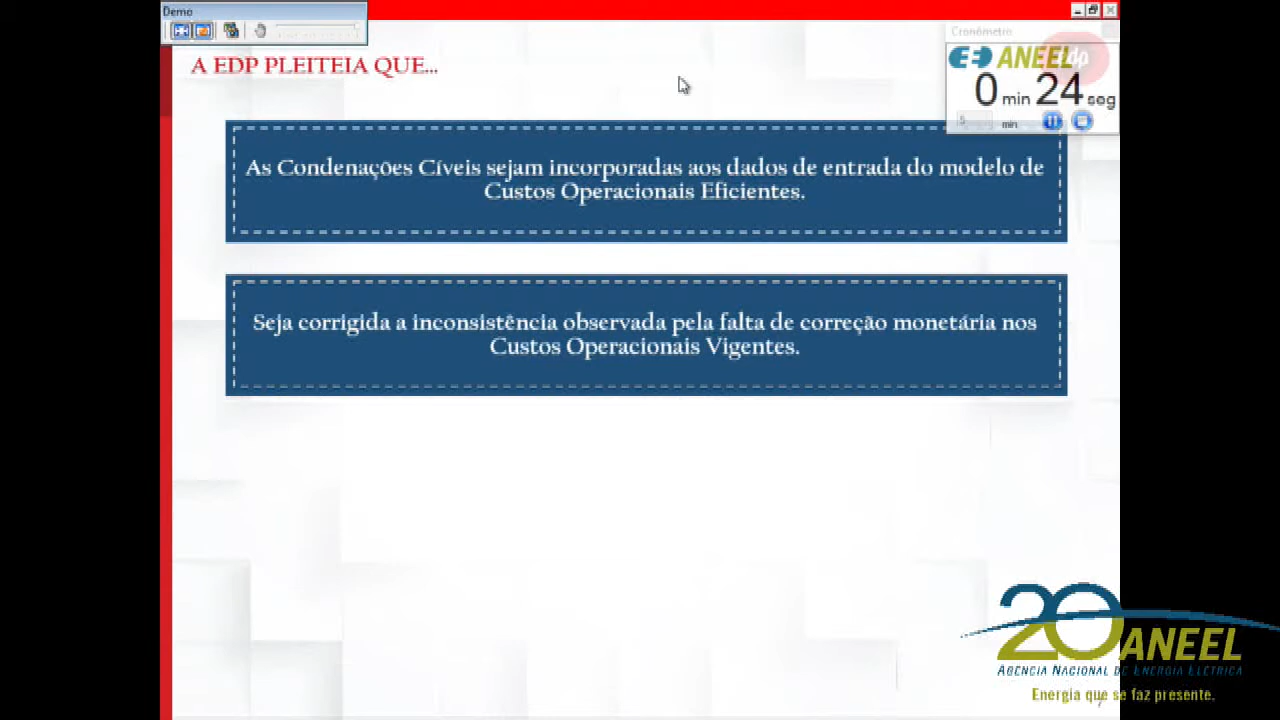 Demo
A EDP PLEITEIA QUE...
Cronômetro
ANEEL
edp
0 min 24 seg
5 min
As Condenações Cíveis sejam incorporadas aos dados de entrada do modelo de
Custos Operacionais Eficientes.
Seja corrigida a inconsistência observada pela falta de correção monetária nos
Custos Operacionais Vigentes.
20 ANEEL
AGÊNCIA NACIONAL DE ENERGIA ELÉTRICA
Energia que se faz presente.